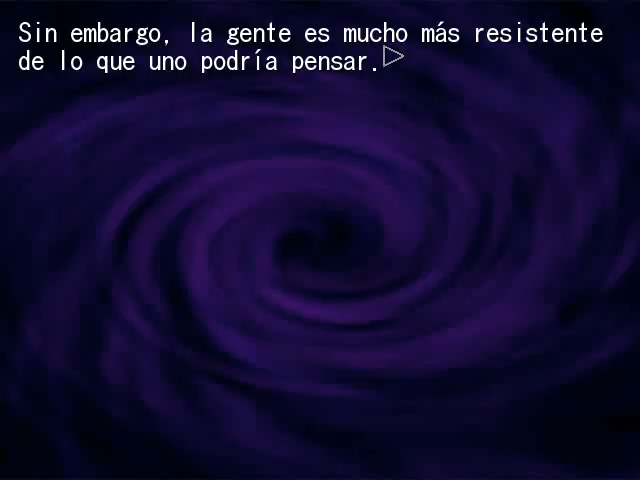 Sin embargo, la gente es mucho más resistente
de lo que uno podría pensar.